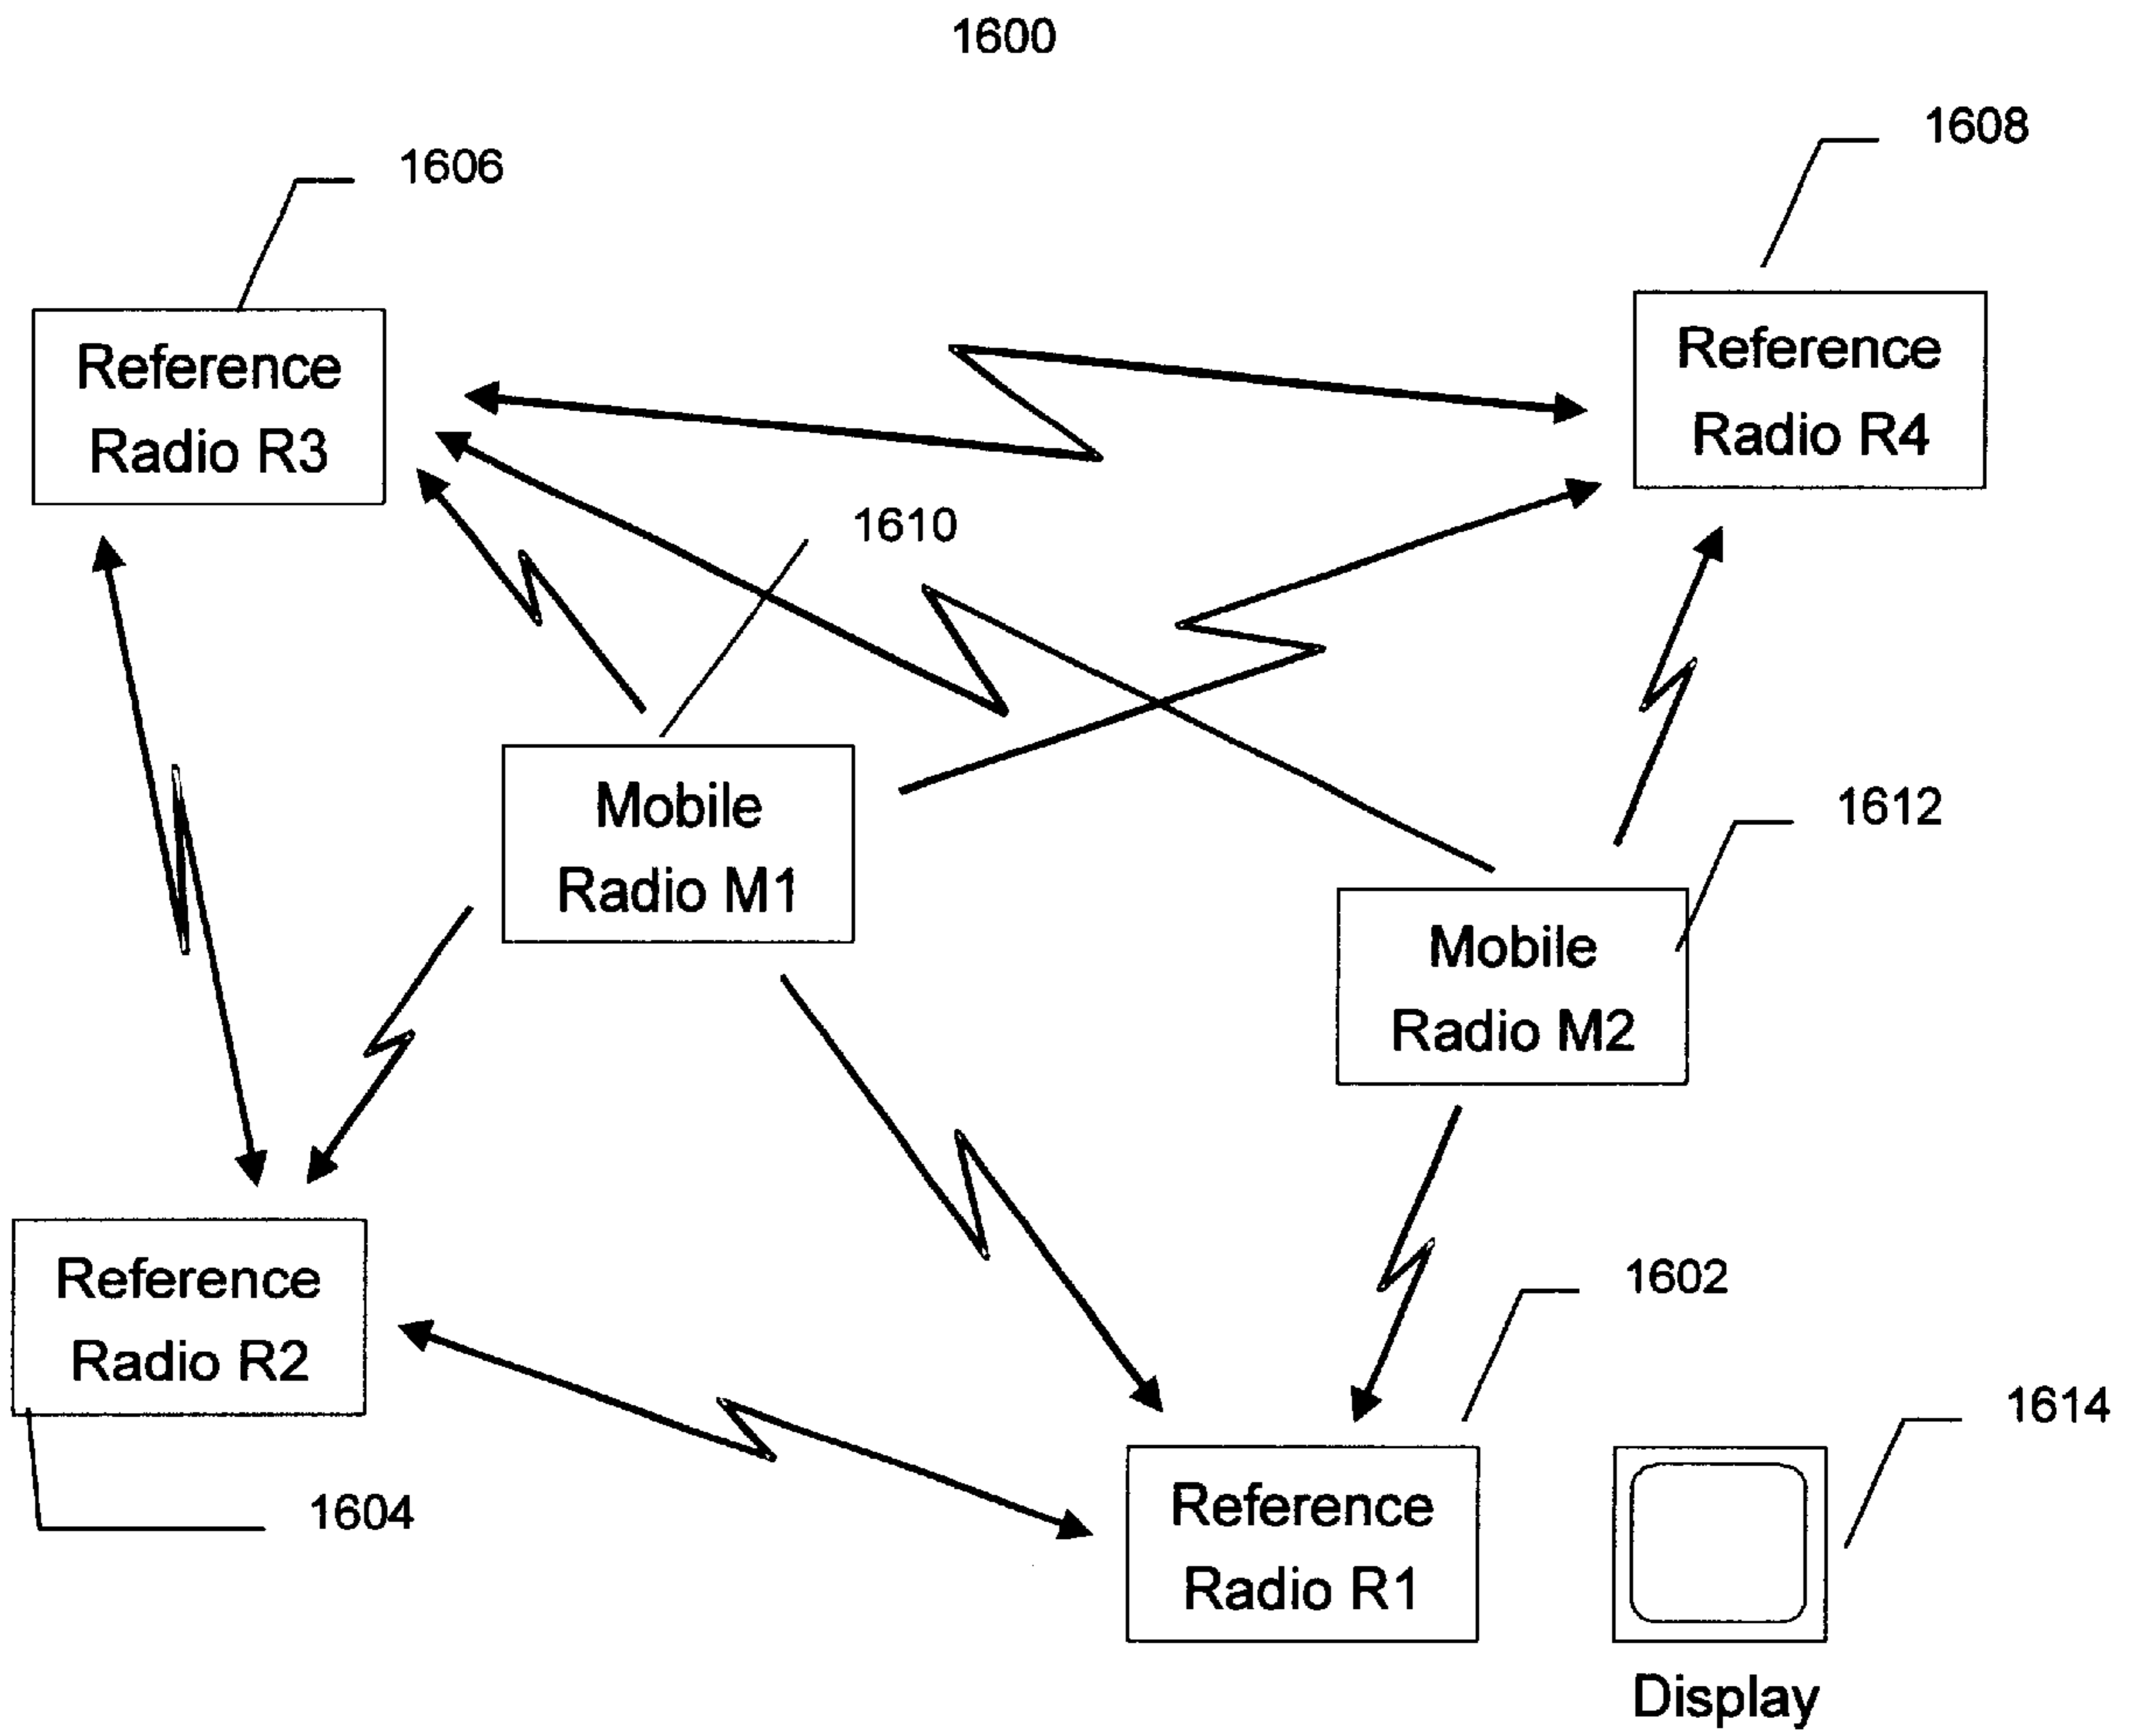 1600
1608
1606
Reference
Radio R4
Reference
Radio R3
1610
1612
Mobile
Radio M1
Mobile
Radio M2
1602
Reference
Radio R2
1614
1604
Reference
Radio R1
Display